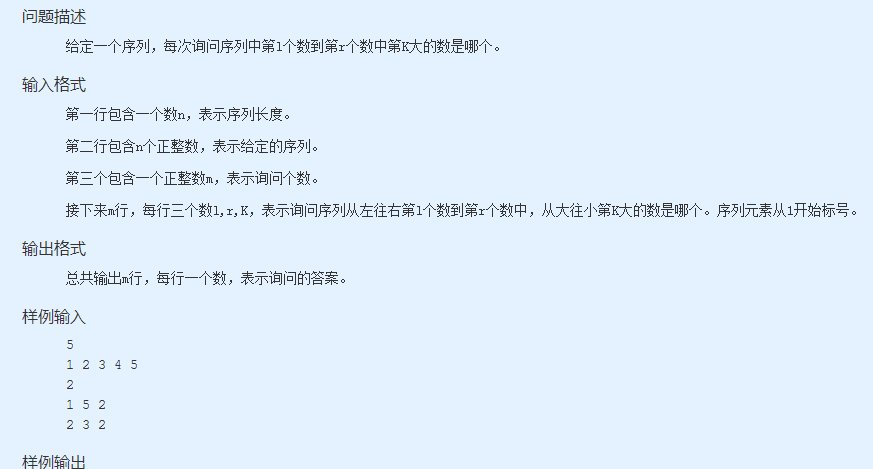 问题描述
给定一个序列，每次询问序列中第l个数到第r个数中第K大的数是哪个。
输入格式
第一行包含一个数n，表示序列长度。
第二行包含n个正整数，表示给定的序列。
第三个包含一个正整数m，表示询问个数。
接下来m行，每行三个数l,r,K，表示询问序列从左往右第l个数到第r个数中，从大往小第K大的数是哪个。序列元素从1开始标号。
输出格式
总共输出m行，每行一个数，表示询问的答案。
样例输入
5
1 2 3 4 5
2
1 5 2
2 3 2
样例输出